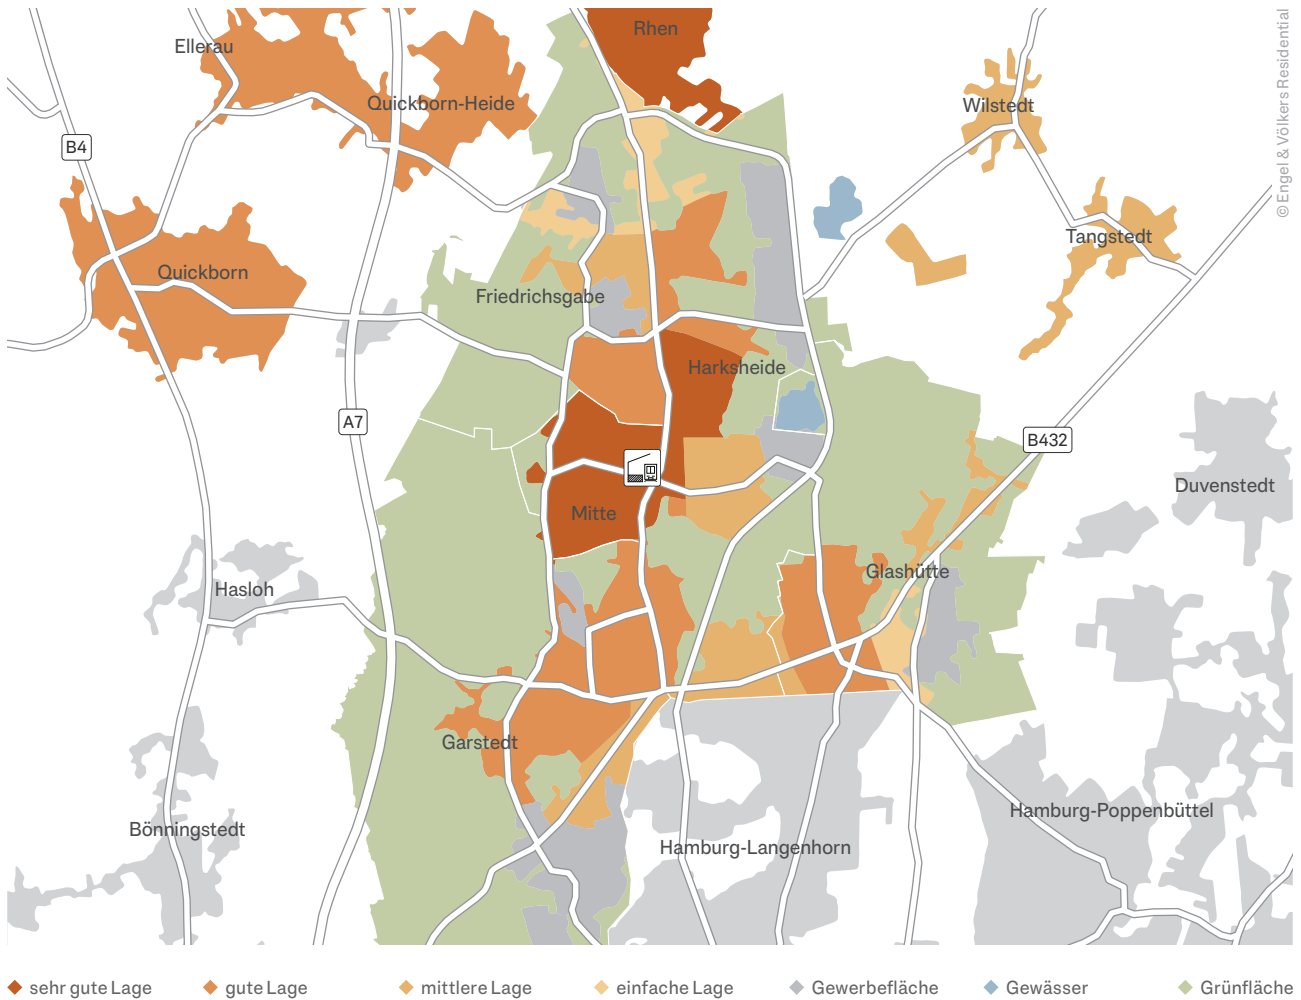 Rhen
© Engel & Völkers Residential
Ellerau
Quickborn-Heide
Wilstedt
B4
Tangstedt
Quickborn
Friedrichsgabe
Harksheide
A7
B432
Duvenstedt
Mitte
Glashütte
Hasloh
Garstedt
Hamburg-Poppenbüttel
Bönningstedt
Hamburg-Langenhorn
sehr gute Lage
gute Lage
mittlere Lage
einfache Lage
Gewerbefläche
Gewässer
Grünfläche